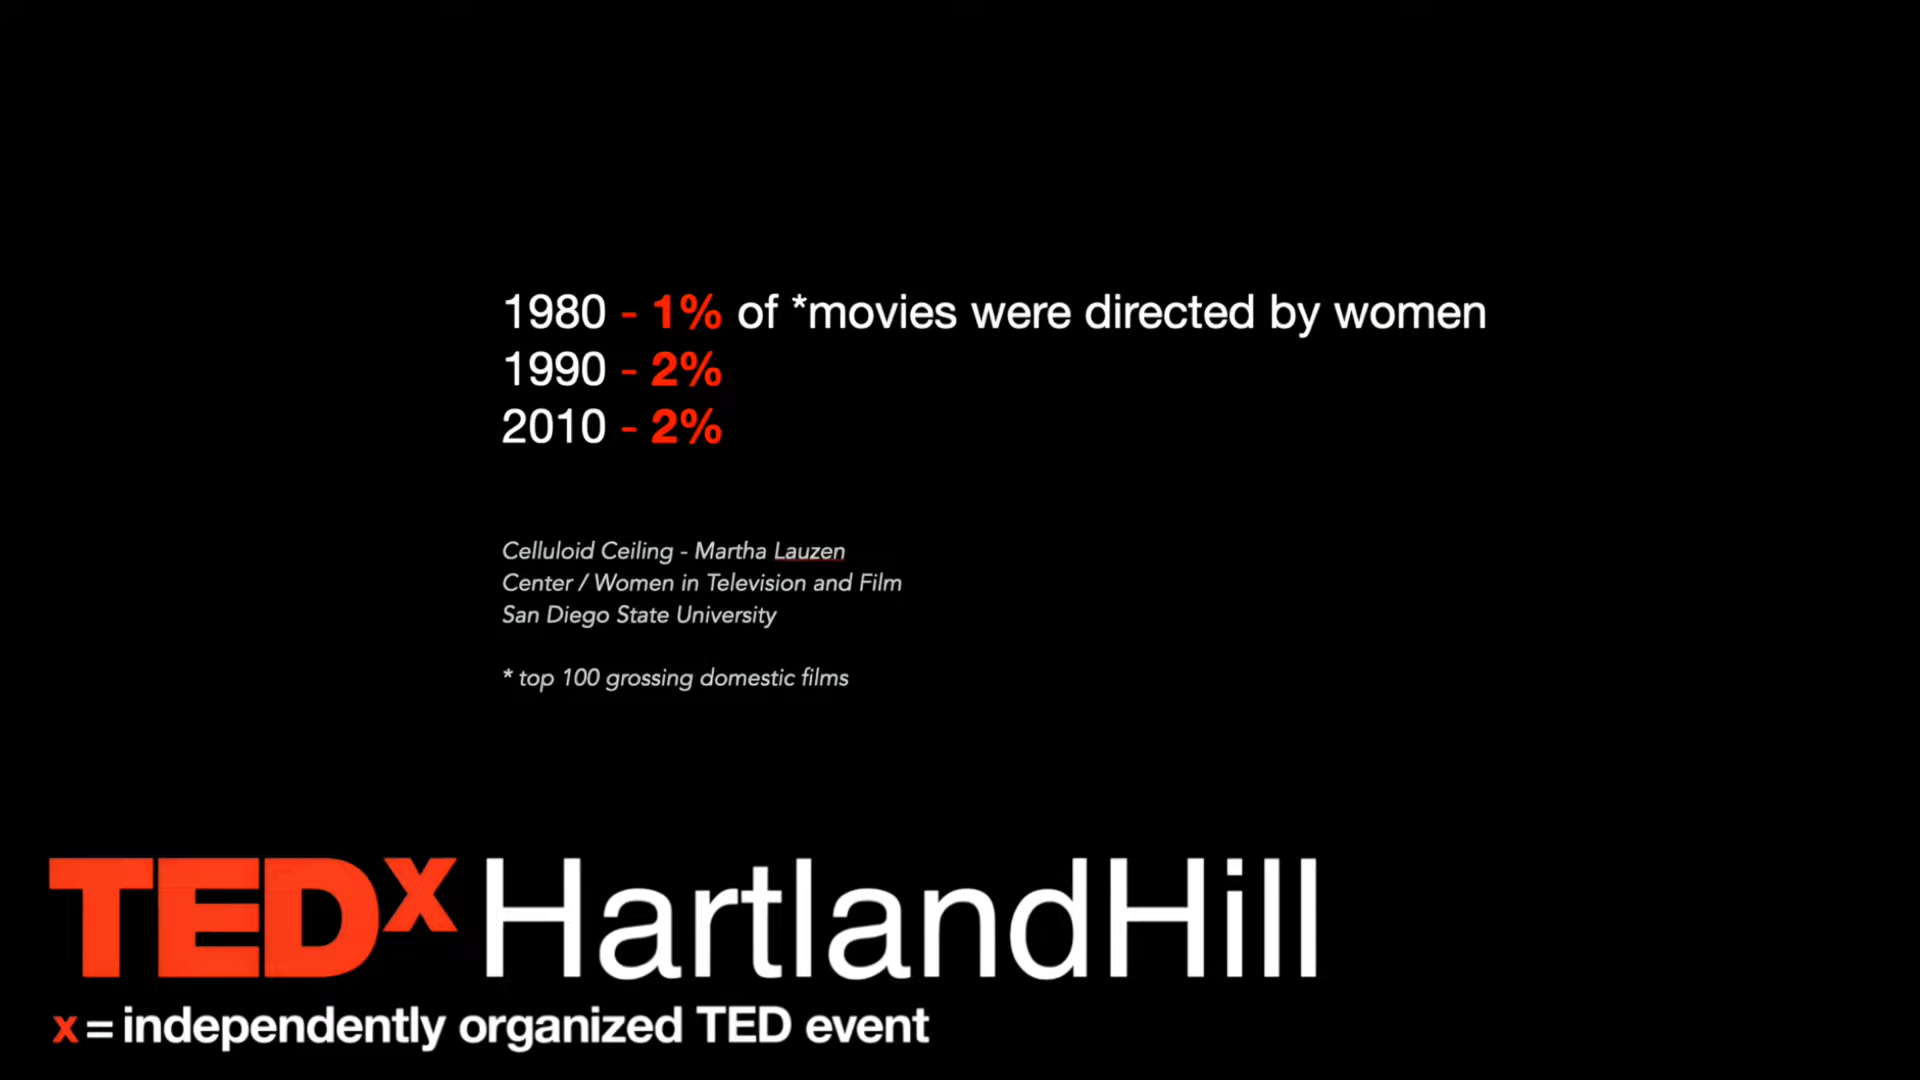 1980 - 1% of *movies were directed by women
1990 - 2%
2010 - 2%
Celluloid Ceiling - Martha Lauzen
Center / Women in Television and Film
San Diego State University
* top 100 grossing domestic films
TEDx HartlandHill
x = independently organized TED event